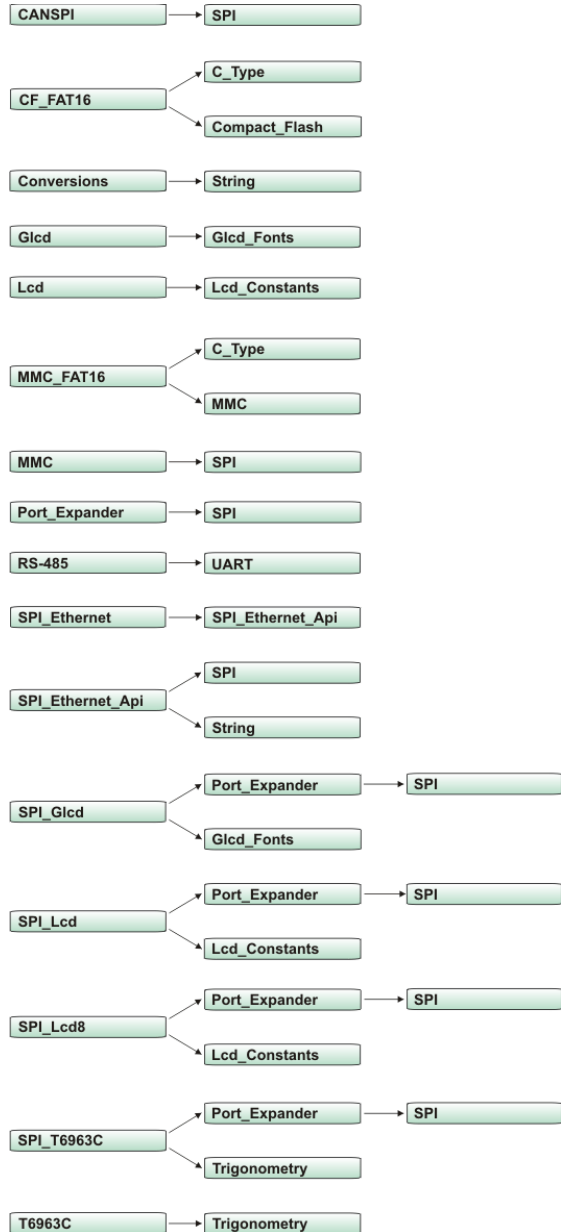 CANSPI
SPI
CF_FAT16
C_Type
Compact_Flash
Conversions
String
Glcd
Glcd_Fonts
Lcd
Lcd_Constants
MMC_FAT16
C_Type
MMC
MMC
SPI
Port_Expander
SPI
RS-485
UART
SPI_Ethernet
SPI_Ethernet_Api
SPI_Ethernet_Api
SPI
String
SPI_Glcd
Port_Expander
SPI
Glcd_Fonts
SPI_Lcd
Port_Expander
SPI
Lcd_Constants
SPI_Lcd8
Port_Expander
SPI
Lcd_Constants
SPI_T6963C
Port_Expander
SPI
Trigonometry
T6963C
Trigonometry